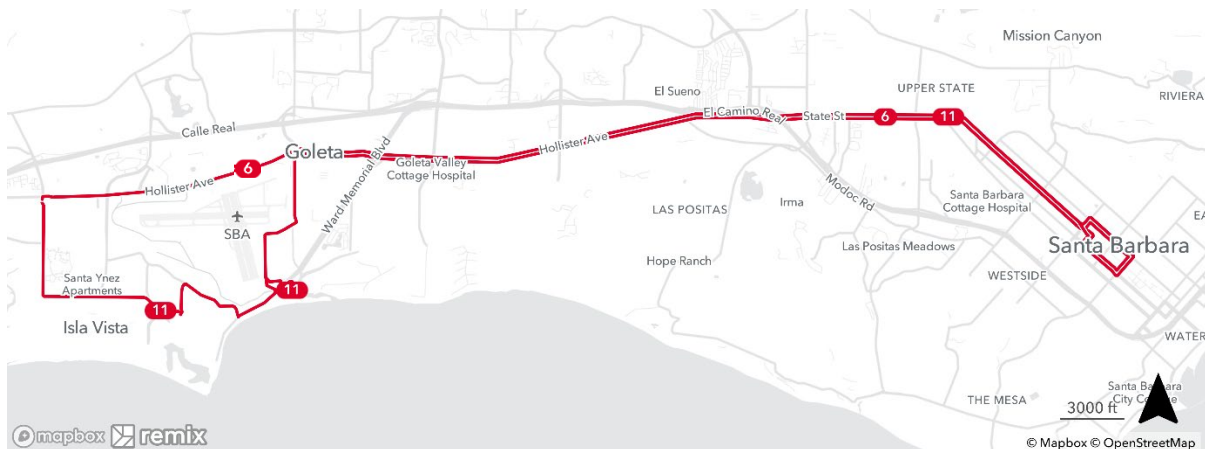 Mission Canyon
UPPER STATE
RIVIERA
El Sueno
El Camino Real
State St
6
11
Calle Real
Goleta
Hollister Ave
Ward Memorial Blvd
Goleta Valley
Cottage Hospital
6
Hollister Ave
SBA
Modoc Rd
Santa Barbara
Cottage Hospital
LAS POSITAS
Irma
EA
Santa Barbara
Las Positas Meadows
Hope Ranch
WESTSIDE
Santa Ynez
Apartments
11
11
Isla Vista
WATER
THE MESA
Santa Barbara
City College
3000 ft
mapbox remix
© Mapbox © OpenStreetMap